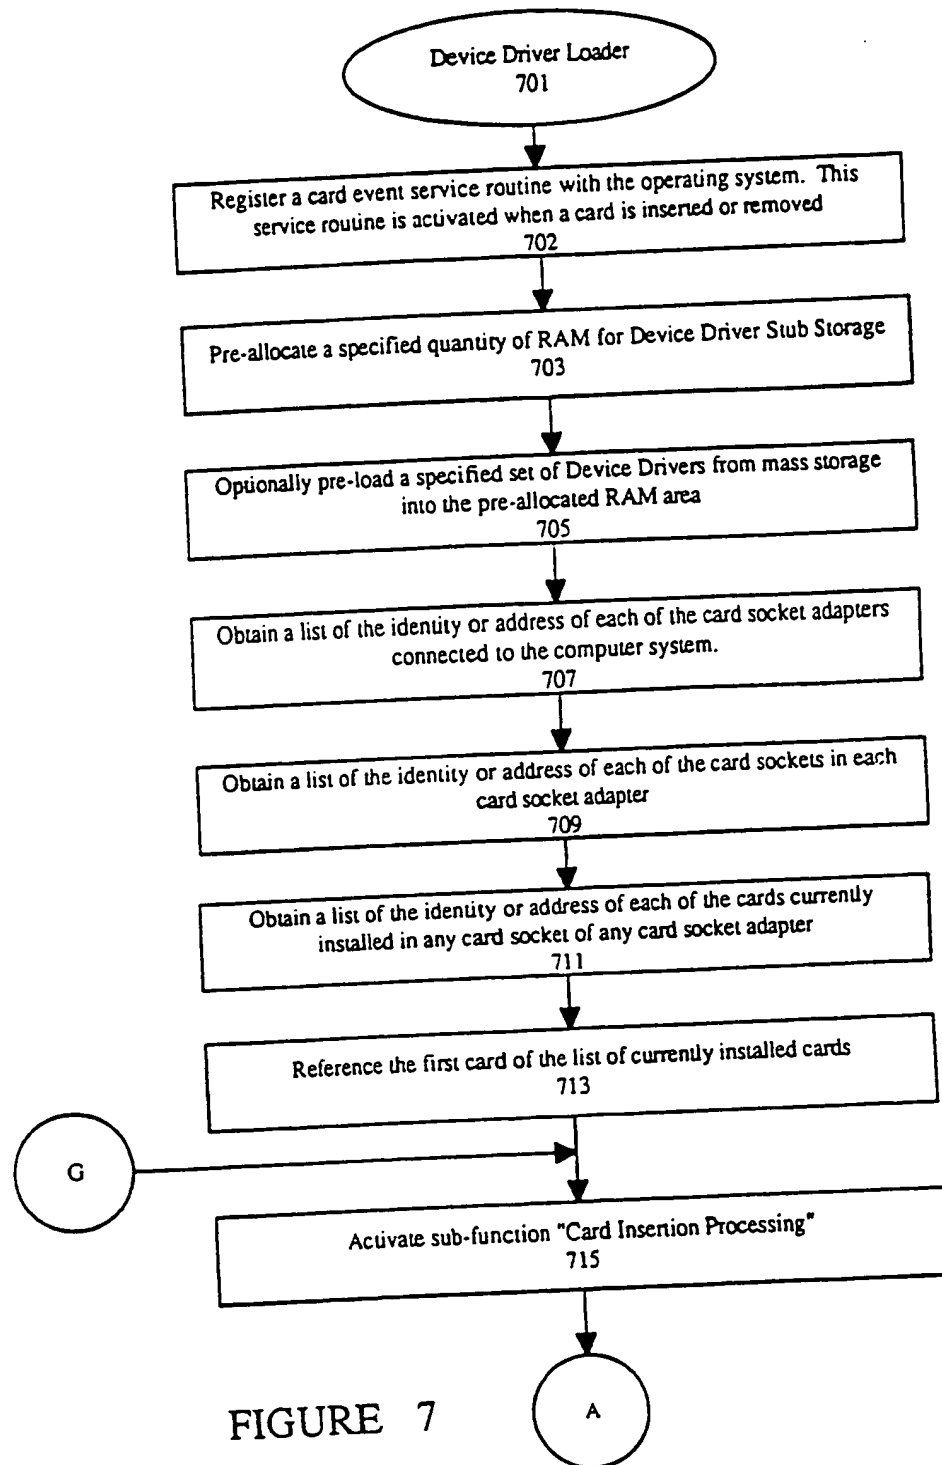 Device Driver Loader
701
Register a card event service routine with the operating system. This
service routine is activated when a card is inserted or removed
702
Pre-allocate a specified quantity of RAM for Device Driver Stub Storage
703
Optionally pre-load a specified set of Device Drivers from mass storage
into the pre-allocated RAM area
705
Obtain a list of the identity or address of each of the card socket adapters
connected to the computer system.
707
Obtain a list of the identity or address of each of the card sockets in each
card socket adapter
709
Obtain a list of the identity or address of each of the cards currently
installed in any card socket of any card socket adapter
711
Reference the first card of the list of currently installed cards
713
G
Activate sub-function "Card Insertion Processing"
715
A
FIGURE 7